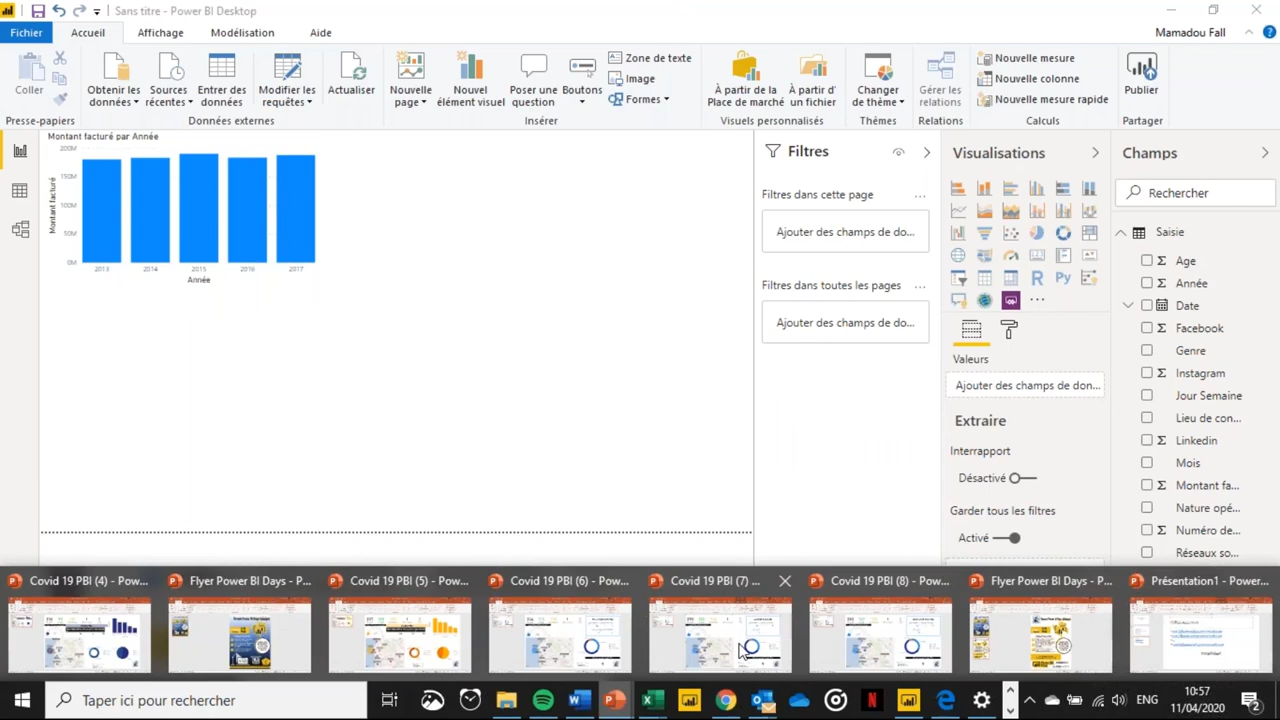 Sans titre - Power BI Desktop
Fichier
Accueil
Affichage
Modélisation
Aide
Mamadou Fall
Coller
Presse-papiers
Obtenir les données
Sources récentes
Entrer des données
Données externes
Modifier les requêtes
Actualiser
Nouvelle page
Nouvel élément visuel
Poser une question
Boutons
Zone de texte
Image
Formes
Insérer
À partir de la Place de marché
À partir d'un fichier
Visuels personnalisés
Changer de thème
Thèmes
Gérer les relations
Relations
Nouvelle mesure
Nouvelle colonne
Nouvelle mesure rapide
Calculs
Publier
Partager
Montant facturé par Année
200M
150M
100M
50M
0M
Montant facturé
2013 2014 2015 2016 2017
Année
Filtres
Filtres dans cette page
Ajouter des champs de do...
Filtres dans toutes les pages
Ajouter des champs de do...
Visualisations
R
Py
Valeurs
Ajouter des champs de don...
Extraire
Interrapport
Désactivé
Garder tous les filtres
Activé
Champs
Rechercher
Saisie
Age
Année
Date
Facebook
Genre
Instagram
Jour Semaine
Lieu de con...
Linkedin
Mois
Montant fa...
Nature opé...
Numéro de...
Réseaux so...
Covid 19 PBI (4) - Pow...
Flyer Power BI Days - P...
Covid 19 PBI (5) - Pow...
Covid 19 PBI (6) - Pow...
Covid 19 PBI (7) ...
Covid 19 PBI (8) - Pow...
Flyer Power BI Days - P...
Présentation1 - Power...
Taper ici pour rechercher
ENG
10:57
11/04/2020
2